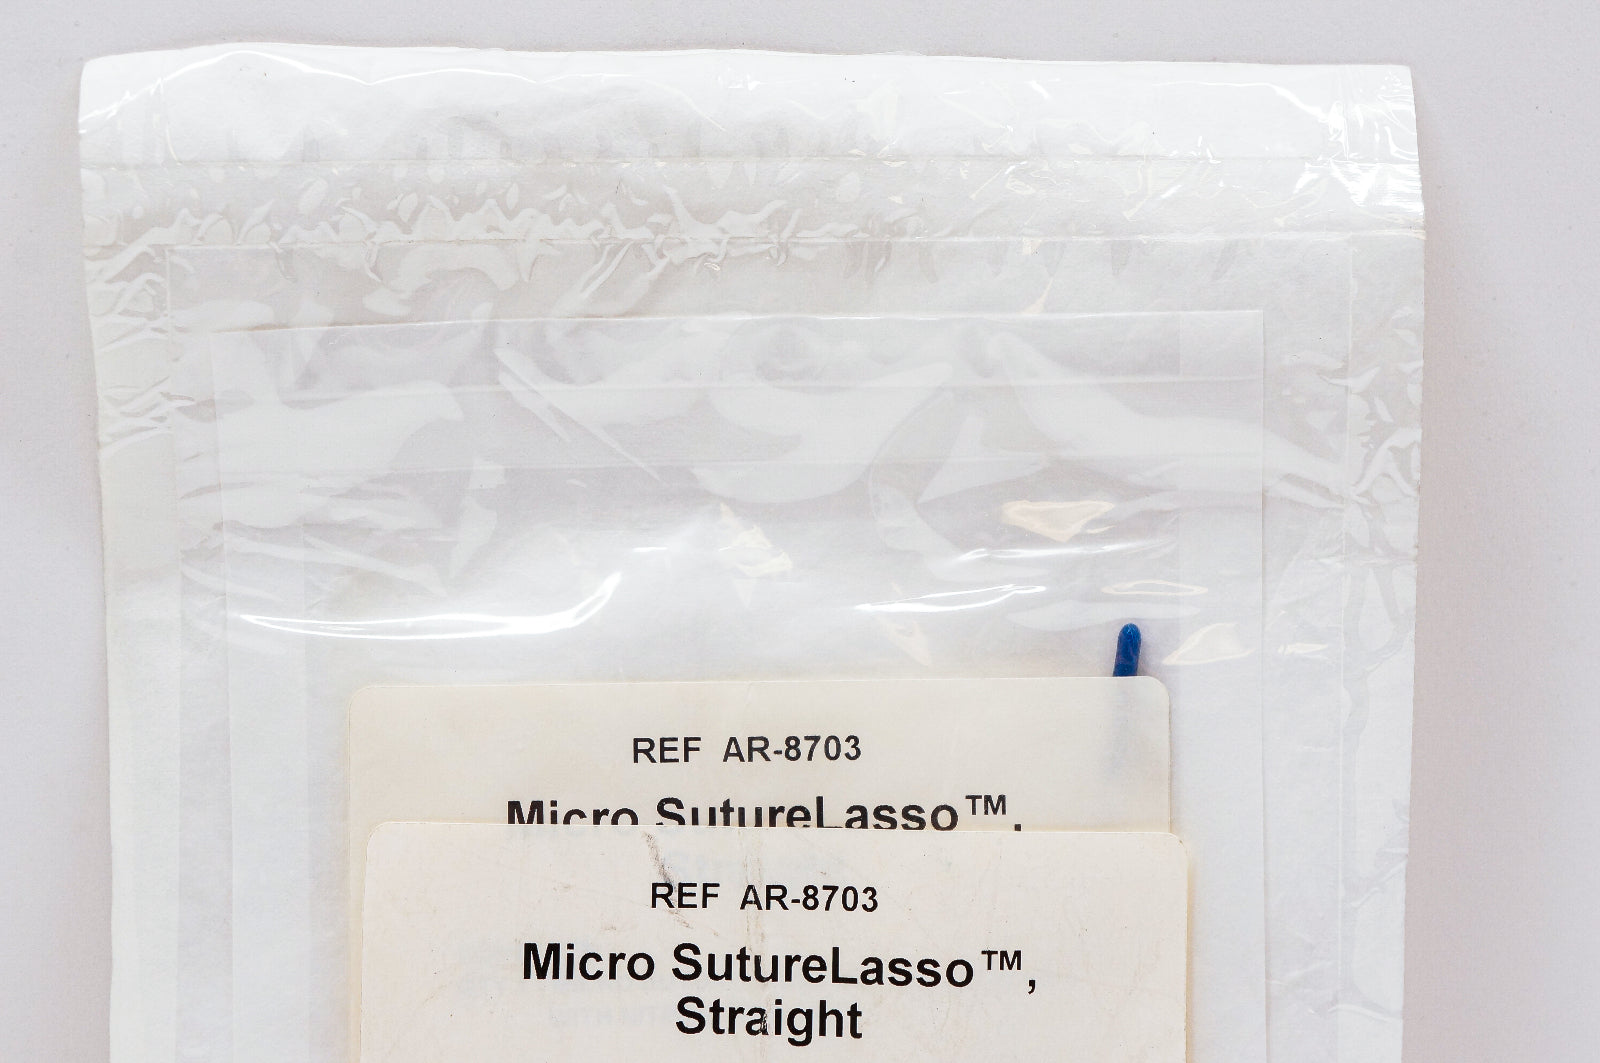 REF AR-8703
Micro SutureLasso™,
REF AR-8703
Micro SutureLasso™,
Straight